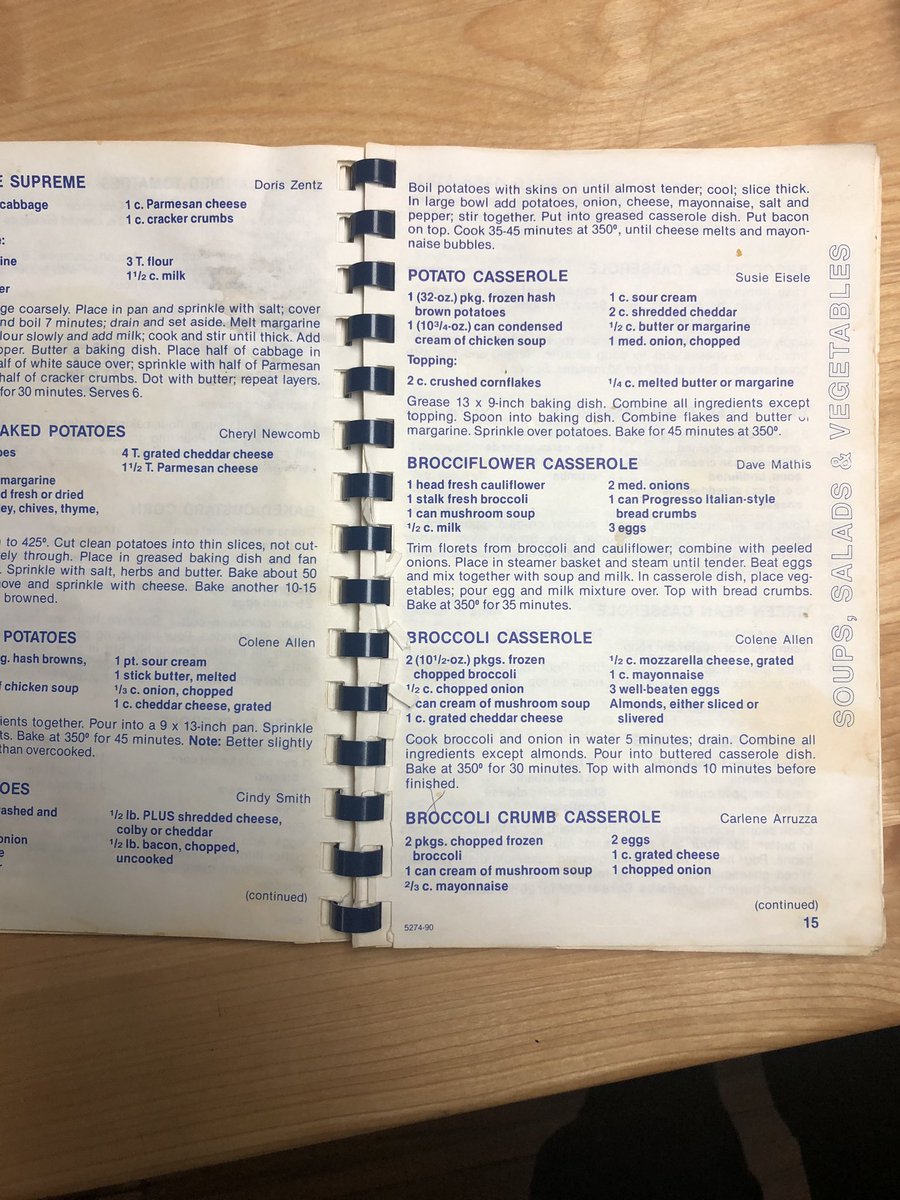 E SUPREME Doris Zentz
cabbage 1 c. Parmesan cheese
1 c. cracker crumbs
e:
ine 3 T. flour
1 1/2 c. milk
er
ge coarsely. Place in pan and sprinkle with salt; cover
nd boil 7 minutes; drain and set aside. Melt margarine
lour slowly and add milk; cook and stir until thick. Add
pper. Butter a baking dish. Place half of cabbage in
alf of white sauce over; sprinkle with half of Parmesan
half of cracker crumbs. Dot with butter; repeat layers.
for 30 minutes. Serves 6.
AKED POTATOES Cheryl Newcomb
oes 4 T. grated cheddar cheese
1 1/2 T. Parmesan cheese
margarine
d fresh or dried
ley, chives, thyme,
n to 425º. Cut clean potatoes into thin slices, not cut-
ely through. Place in greased baking dish and fan
. Sprinkle with salt, herbs and butter. Bake about 50
ove and sprinkle with cheese. Bake another 10-15
browned.
POTATOES Colene Allen
g. hash browns, 1 pt. sour cream
1 stick butter, melted
f chicken soup 1/3 c. onion, chopped
1 c. cheddar cheese, grated
ients together. Pour into a 9 x 13-inch pan. Sprinkle
ts. Bake at 350º for 45 minutes. Note: Better slightly
than overcooked.
OES Cindy Smith
ashed and 1/2 lb. PLUS shredded cheese,
colby or cheddar
onion 1/2 lb. bacon, chopped,
e uncooked
(continued)
Boil potatoes with skins on until almost tender; cool; slice thick.
In large bowl add potatoes, onion, cheese, mayonnaise, salt and
pepper; stir together. Put into greased casserole dish. Put bacon
on top. Cook 35-45 minutes at 350º, until cheese melts and mayon-
naise bubbles.
POTATO CASSEROLE Susie Eisele
1 (32-oz.) pkg. frozen hash 1 c. sour cream
brown potatoes 2 c. shredded cheddar
1 (10 3/4-oz.) can condensed 1/2 c. butter or margarine
cream of chicken soup 1 med. onion, chopped
Topping:
2 c. crushed cornflakes 1/4 c. melted butter or margarine
Grease 13 x 9-inch baking dish. Combine all ingredients except
topping. Spoon into baking dish. Combine flakes and butter or
margarine. Sprinkle over potatoes. Bake for 45 minutes at 350º.
BROCCIFLOWER CASSEROLE Dave Mathis
1 head fresh cauliflower 2 med. onions
1 stalk fresh broccoli 1 can Progresso Italian-style
1 can mushroom soup bread crumbs
1/2 c. milk 3 eggs
Trim florets from broccoli and cauliflower; combine with peeled
onions. Place in steamer basket and steam until tender. Beat eggs
and mix together with soup and milk. In casserole dish, place veg-
etables; pour egg and milk mixture over. Top with bread crumbs.
Bake at 350º for 35 minutes.
BROCCOLI CASSEROLE Colene Allen
2 (10 1/2-oz.) pkgs. frozen 1/2 c. mozzarella cheese, grated
chopped broccoli 1 c. mayonnaise
1/2 c. chopped onion 3 well-beaten eggs
can cream of mushroom soup Almonds, either sliced or
1 c. grated cheddar cheese slivered
Cook broccoli and onion in water 5 minutes; drain. Combine all
ingredients except almonds. Pour into buttered casserole dish.
Bake at 350º for 30 minutes. Top with almonds 10 minutes before
finished.
BROCCOLI CRUMB CASSEROLE Carlene Arruzza
2 pkgs. chopped frozen 2 eggs
broccoli 1 c. grated cheese
1 can cream of mushroom soup 1 chopped onion
2/3 c. mayonnaise
(continued)
5274-90 15
SOUPS, SALADS & VEGETABLES